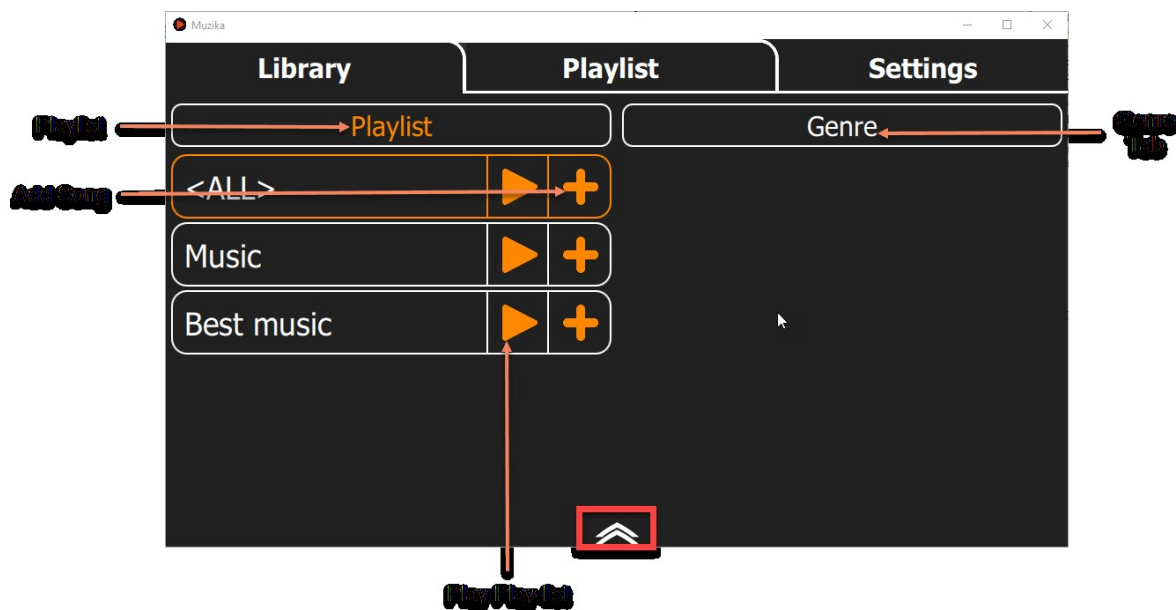 Muzika
Library
Playlist
Settings
Playlist
Playlist
Genre
Genre
Tab
Add Song
<ALL>
Music
Best music
Play Playlist